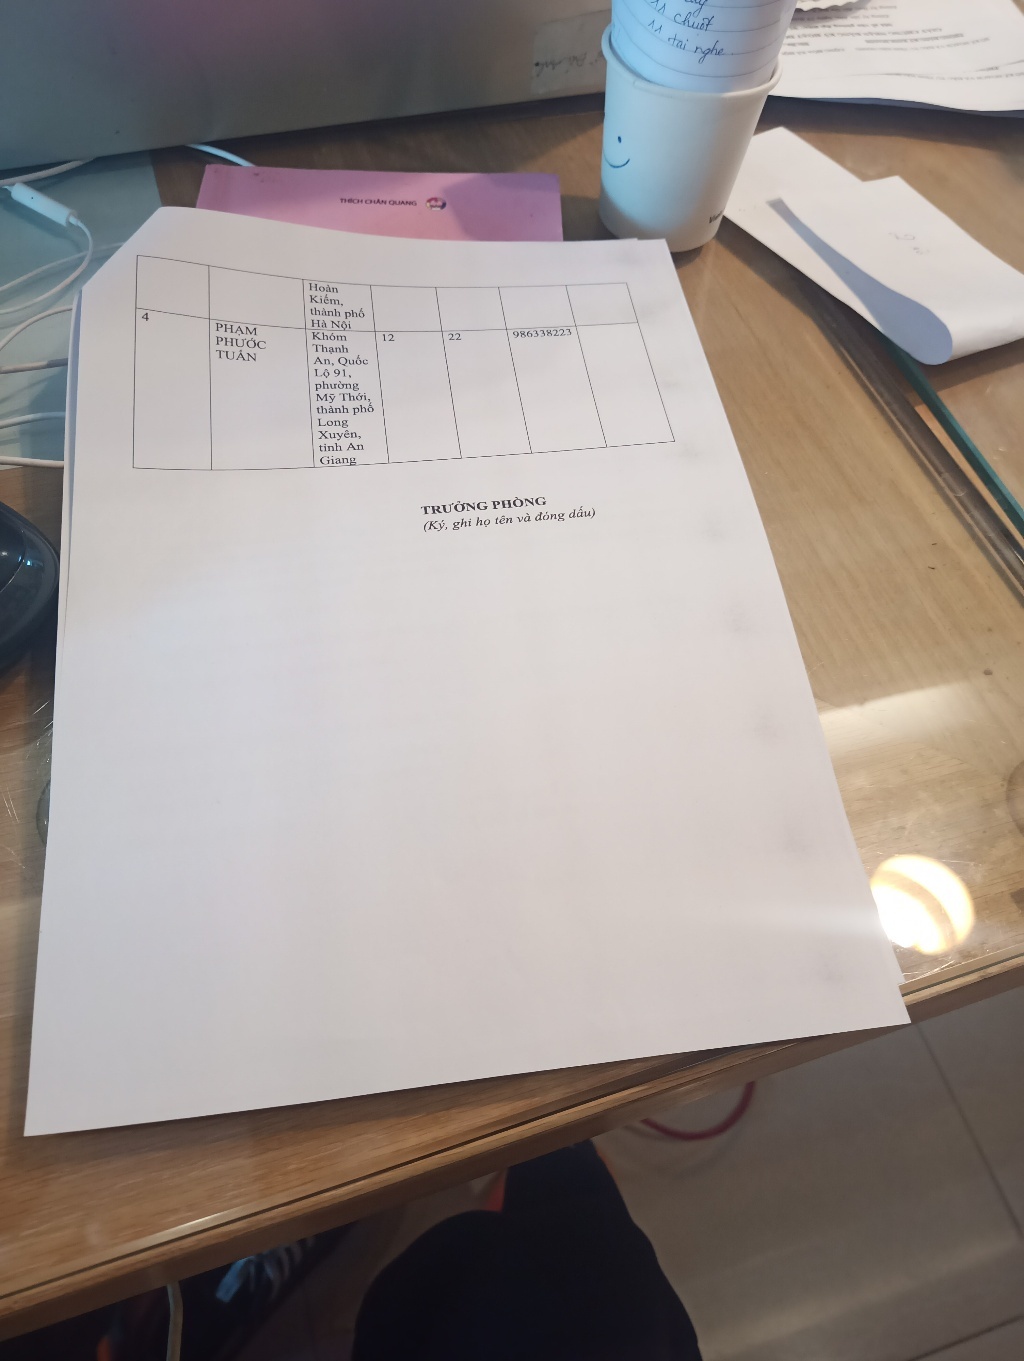 chuột
tai nghe
THÍCH CHÂN QUANG
Hoàn
Kiếm,
thành phố
Hà Nội
4
PHẠM
PHƯỚC
TUẤN
Khóm
Thạnh
An, Quốc
Lộ 91,
phường
Mỹ Thới,
thành phố
Long
Xuyên,
tỉnh An
Giang
12
22
986338223
TRƯỞNG PHÒNG
(Ký, ghi họ tên và đóng dấu)